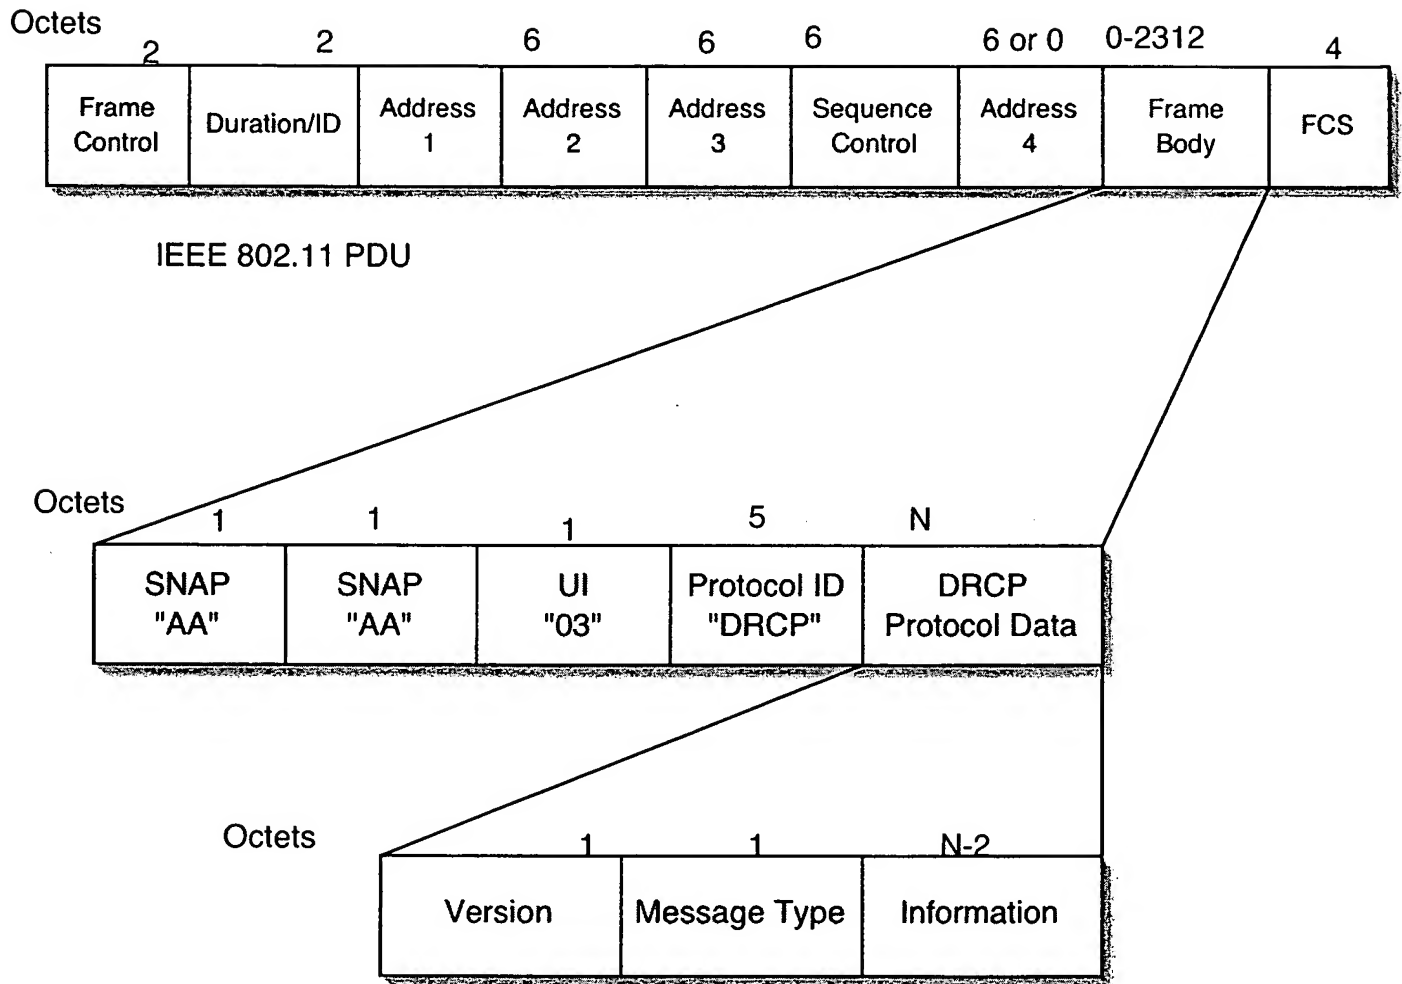 Octets
2 2 6 6 6 6 or 0 0-2312 4
Frame Control Duration/ID Address 1 Address 2 Address 3 Sequence Control Address 4 Frame Body FCS
IEEE 802.11 PDU
Octets
1 1 1 5 N
SNAP "AA" SNAP "AA" UI "03" Protocol ID "DRCP" DRCP Protocol Data
Octets
1 1 N-2
Version Message Type Information